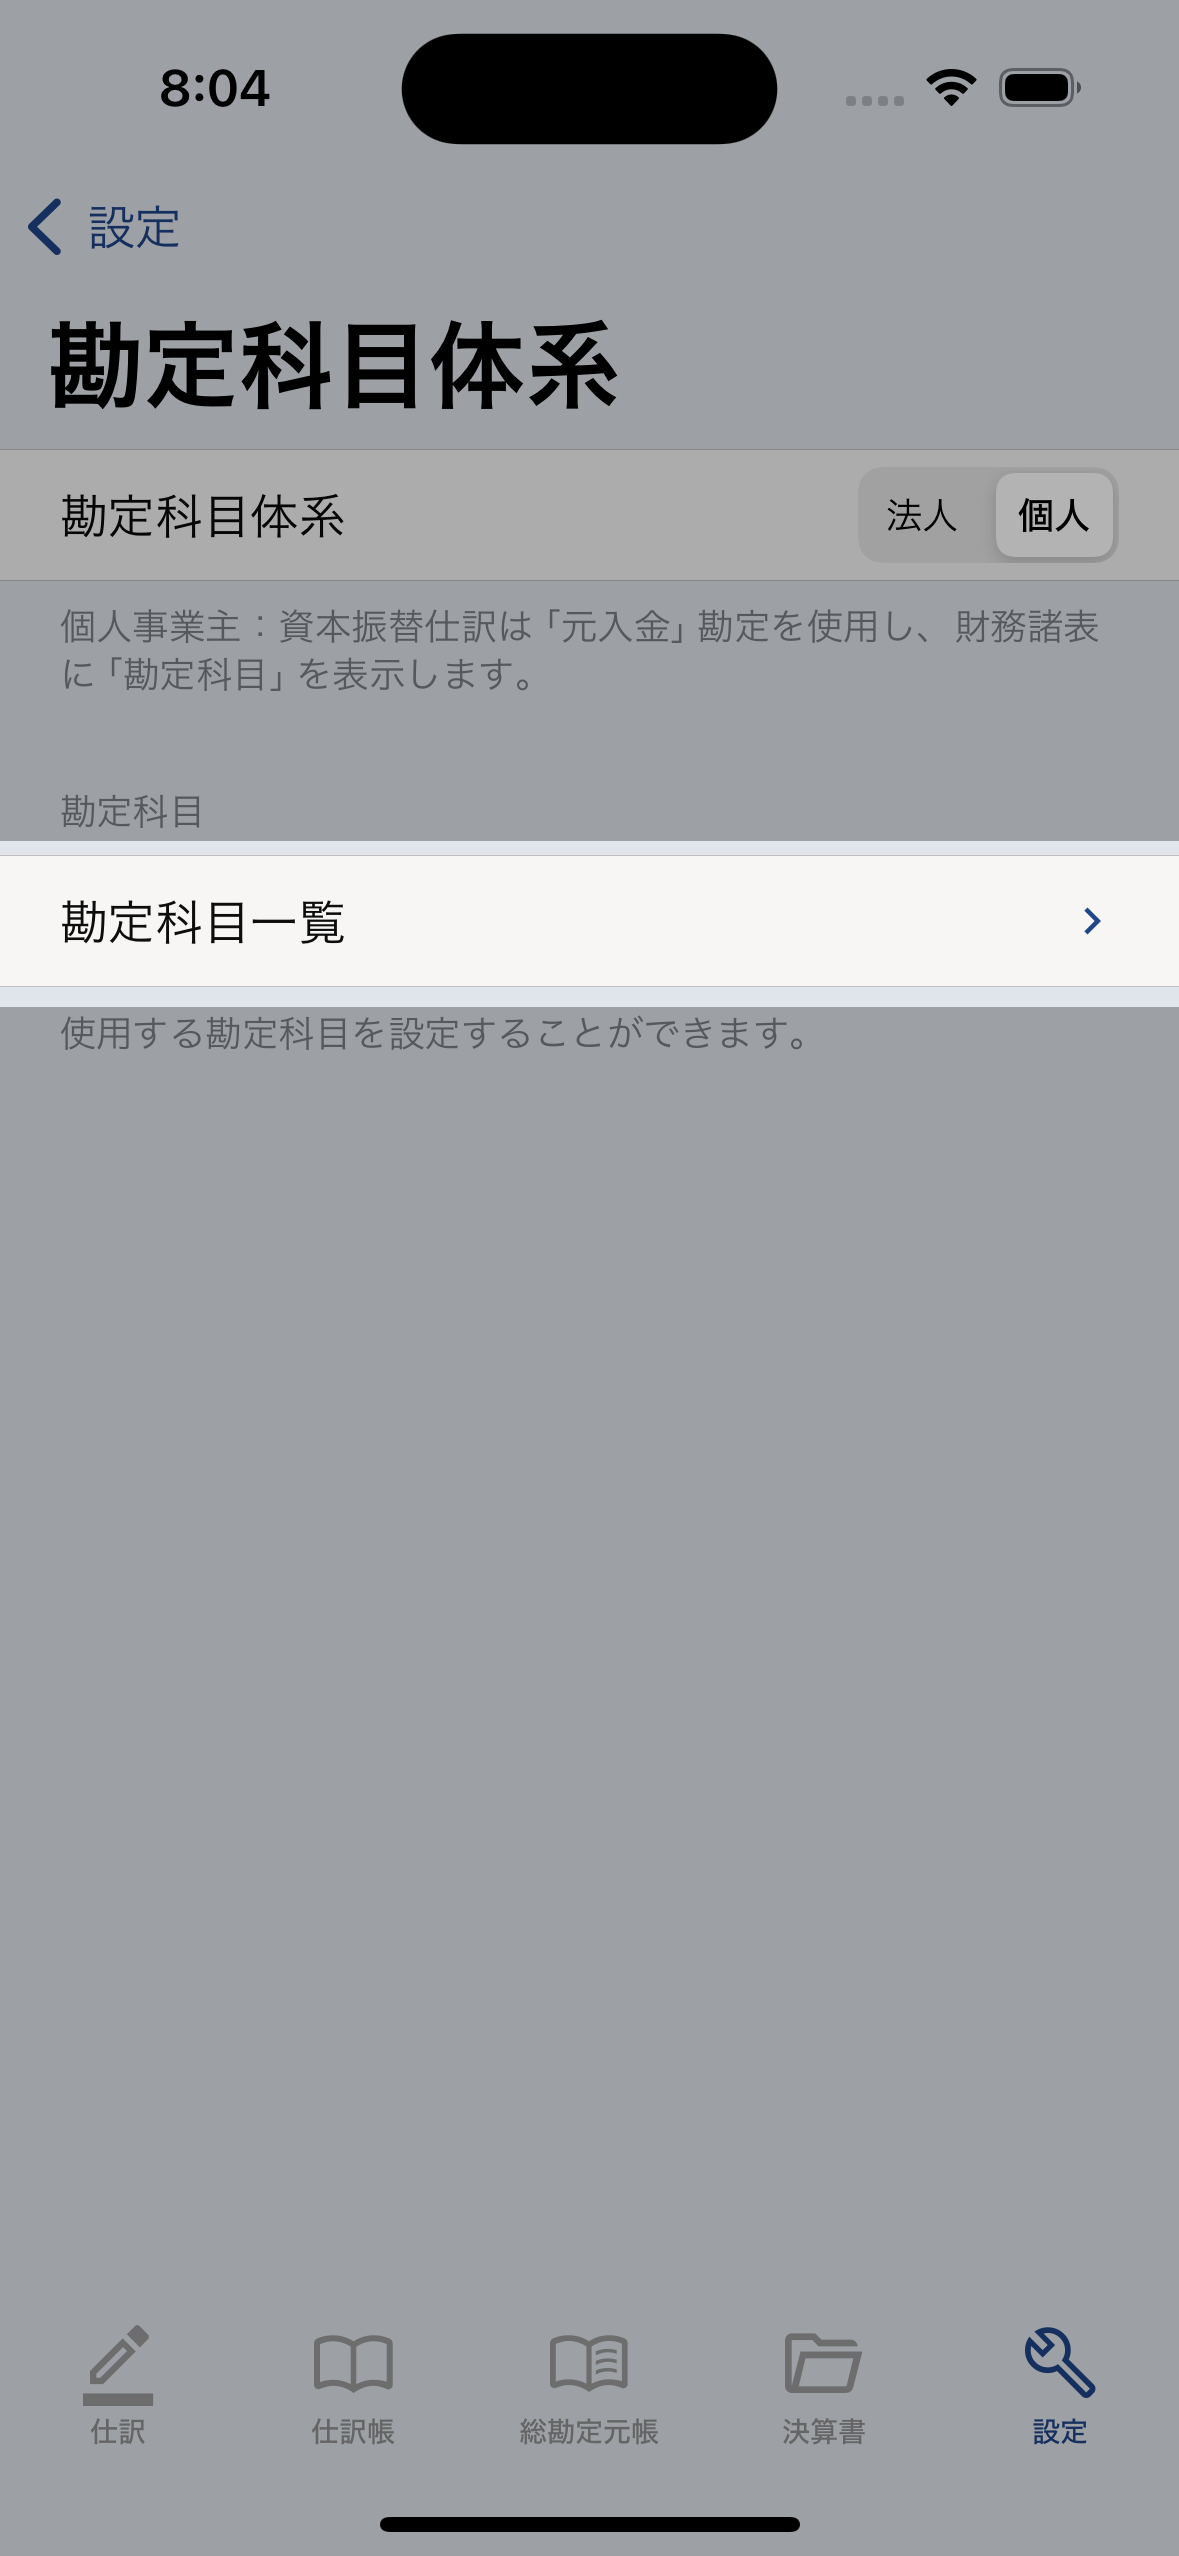 8:04
設定
勘定科目体系
勘定科目体系
法人
個人
個人事業主：資本振替仕訳は「元入金」勘定を使用し、財務諸表
に「勘定科目」を表示します。
勘定科目
勘定科目一覧
使用する勘定科目を設定することができます。
仕訳
仕訳帳
総勘定元帳
決算書
設定